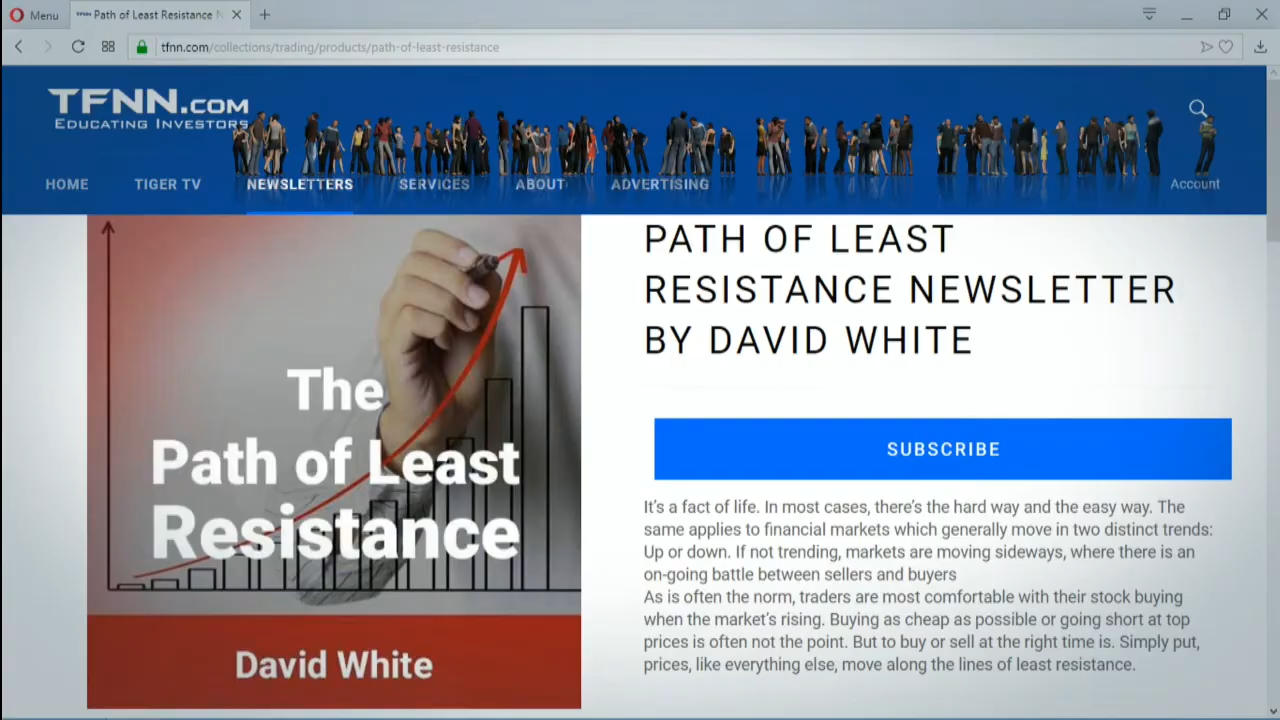 Menu
Path of Least Resistance N
tfnn.com/collections/trading/products/path-of-least-resistance
TFNN.COM
EDUCATING INVESTORS
HOME TIGER TV NEWSLETTERS SERVICES ABOUT ADVERTISING Account
The
Path of Least
Resistance
David White
PATH OF LEAST
RESISTANCE NEWSLETTER
BY DAVID WHITE
SUBSCRIBE
It's a fact of life. In most cases, there's the hard way and the easy way. The
same applies to financial markets which generally move in two distinct trends:
Up or down. If not trending, markets are moving sideways, where there is an
on-going battle between sellers and buyers
As is often the norm, traders are most comfortable with their stock buying
when the market's rising. Buying as cheap as possible or going short at top
prices is often not the point. But to buy or sell at the right time is. Simply put,
prices, like everything else, move along the lines of least resistance.